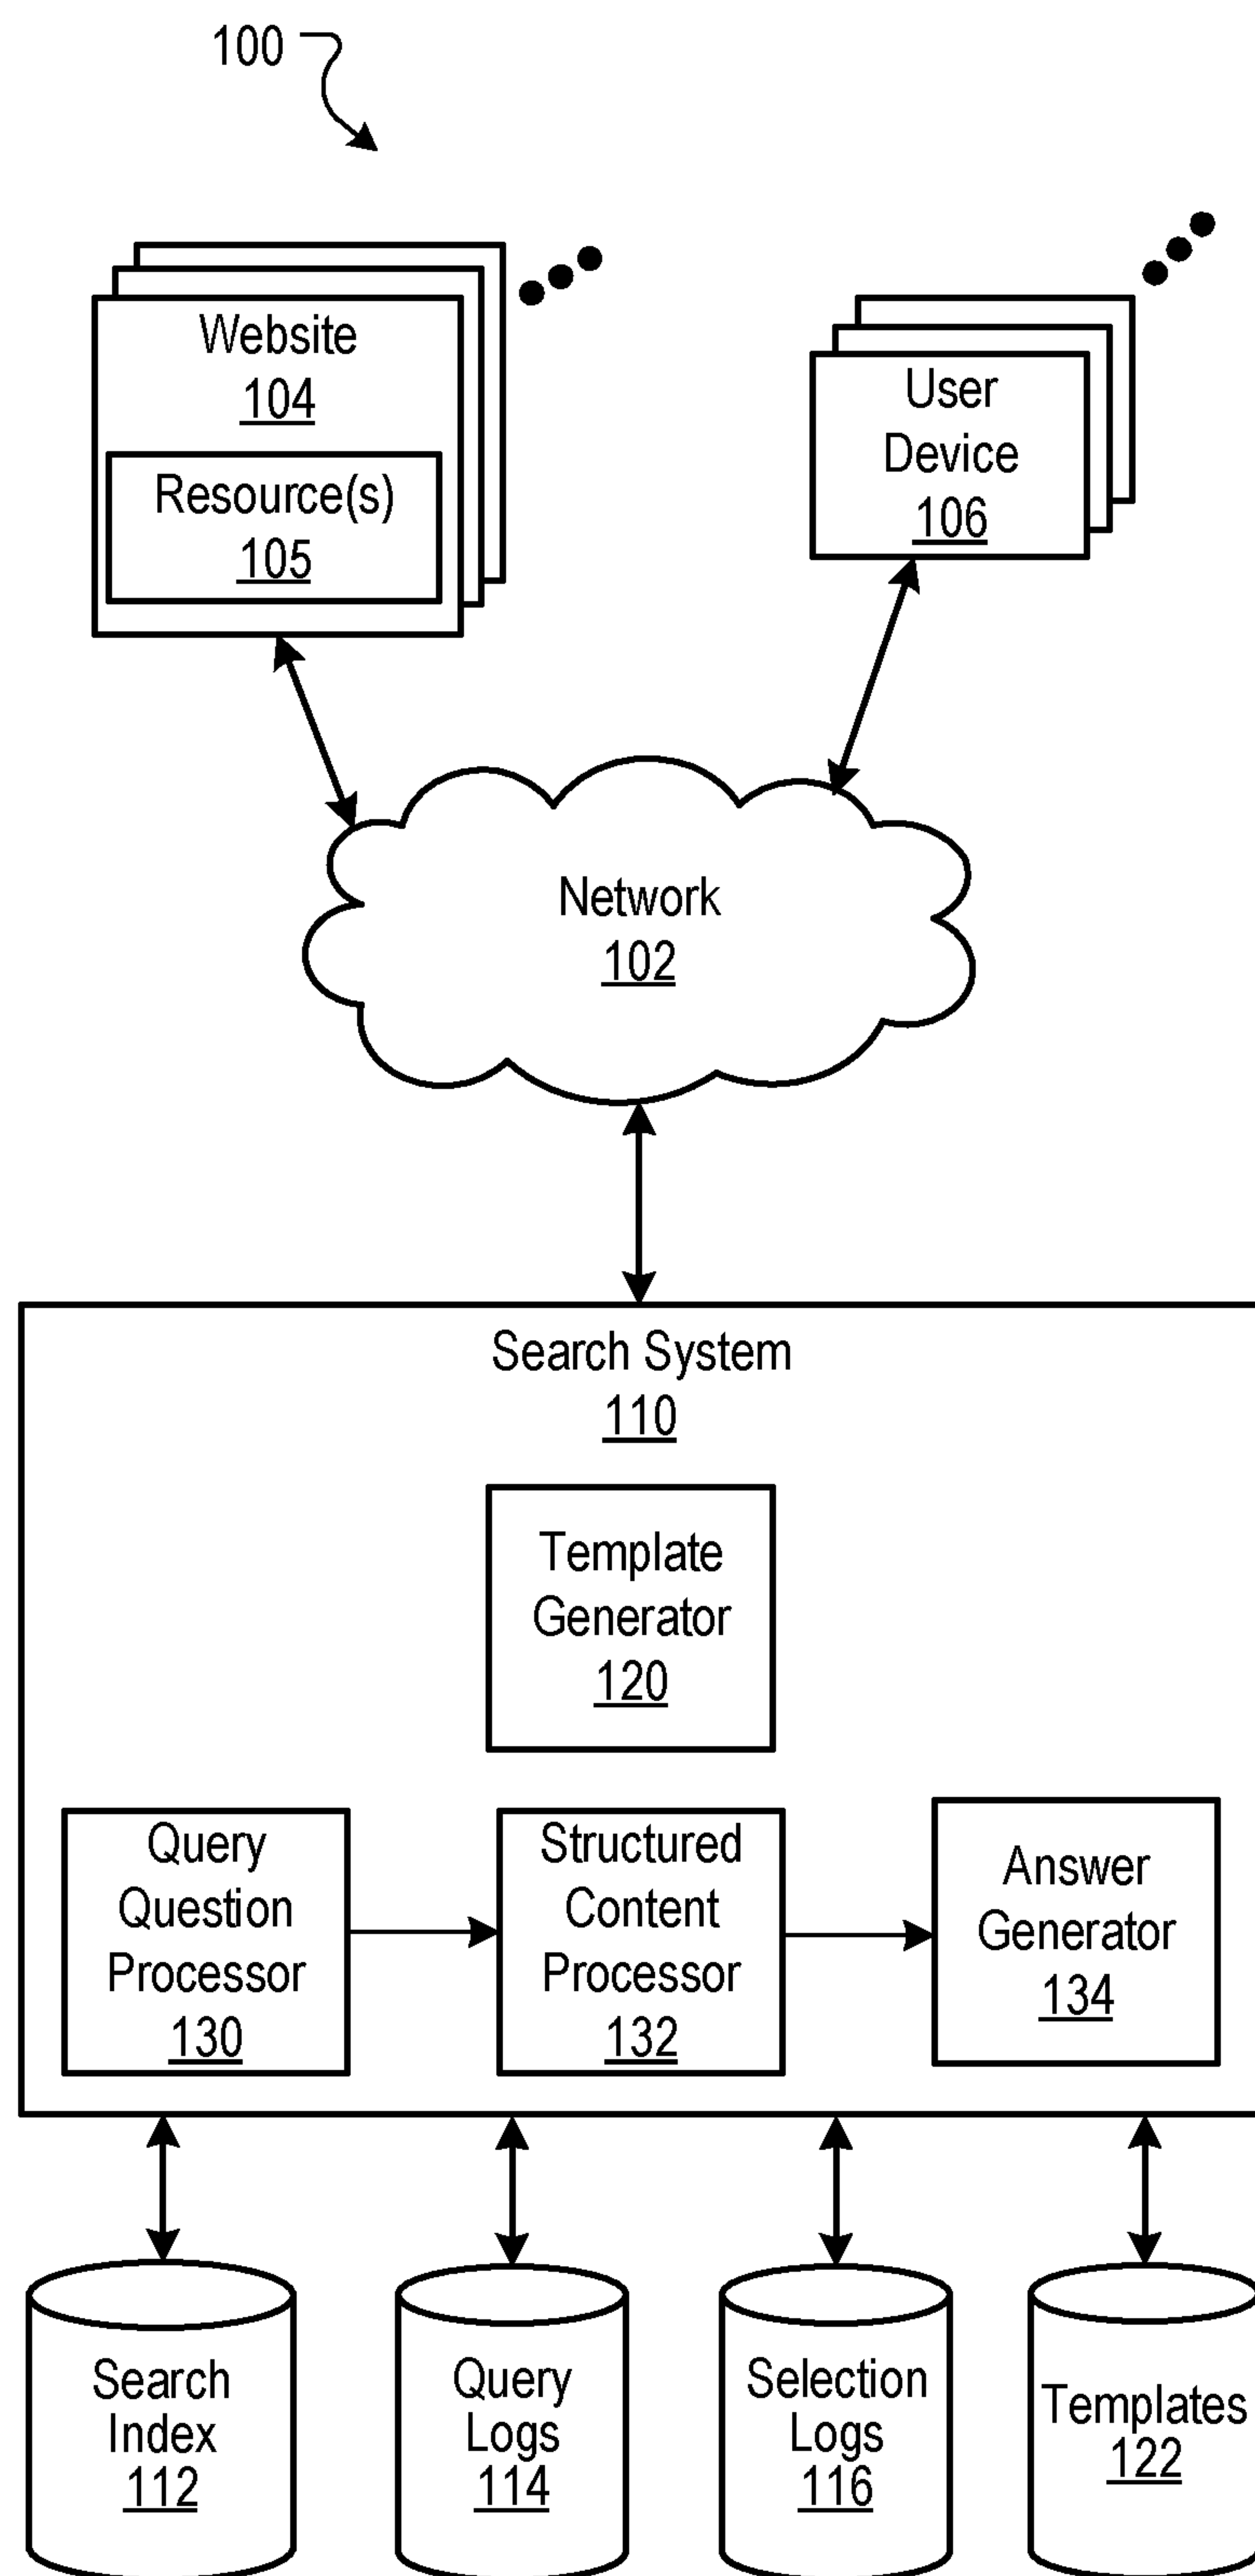 100
Website
104
Resource(s)
105
User
Device
106
Network
102
Search System
110
Template
Generator
120
Query
Question
Processor
130
Structured
Content
Processor
132
Answer
Generator
134
Search
Index
112
Query
Logs
114
Selection
Logs
116
Templates
122